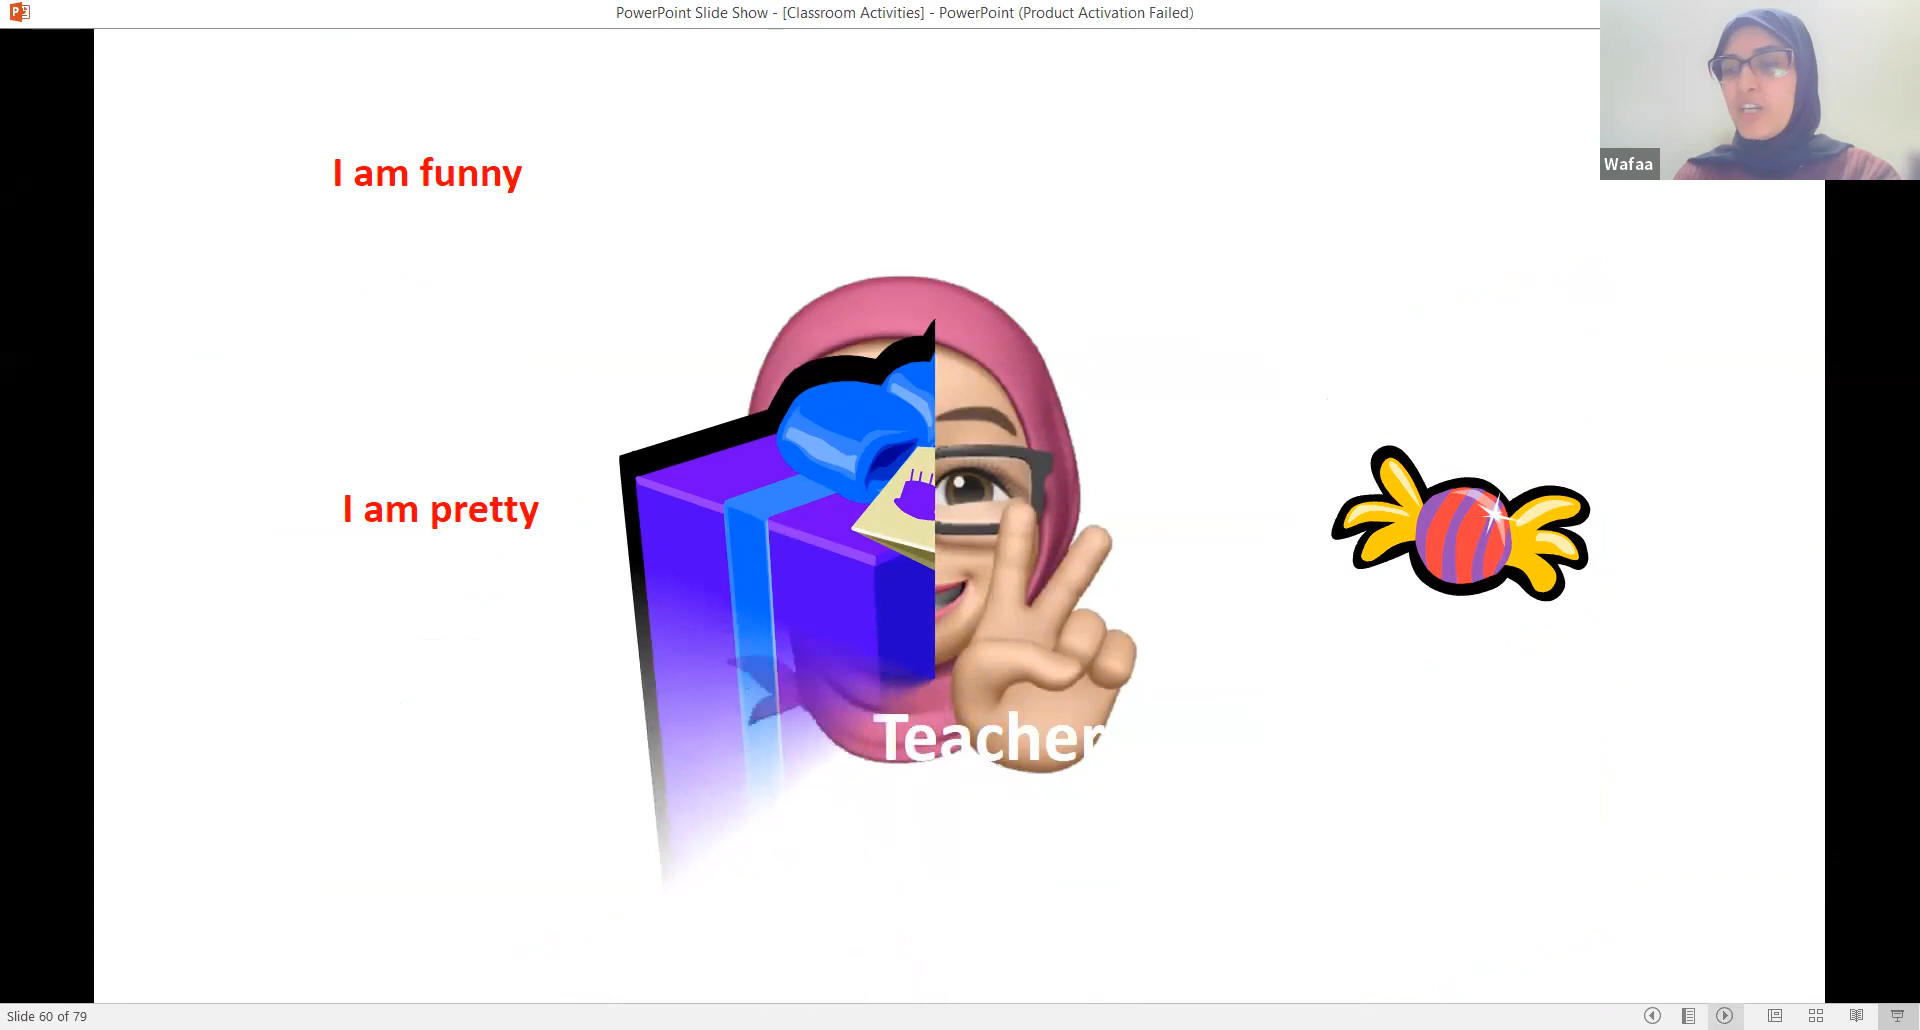 PowerPoint Slide Show - [Classroom Activities] - PowerPoint (Product Activation Failed)
Wafaa
I am funny
I am pretty
Teacher
Slide 60 of 79